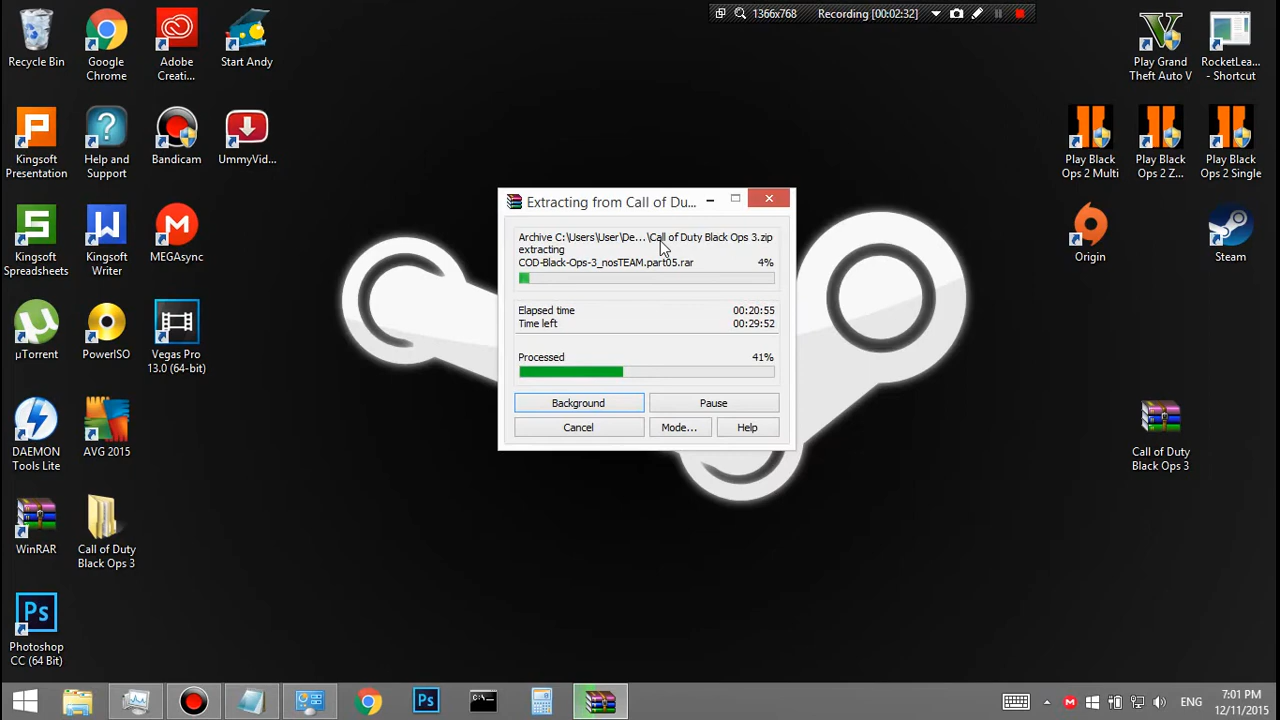 1366x768
Recording [00:02:32]
Recycle Bin
Google Chrome
Adobe Creati...
Start Andy
Play Grand Theft Auto V
RocketLea... - Shortcut
Kingsoft Presentation
Help and Support
Bandicam
UmmyVid...
Play Black Ops 2 Multi
Play Black Ops 2 Z...
Play Black Ops 2 Single
Extracting from Call of Du...
Archive C:\Users\User\De...\Call of Duty Black Ops 3.zip
extracting
COD-Black-Ops-3_nosTEAM.part05.rar 4%
Elapsed time 00:20:55
Time left 00:29:52
Processed 41%
Background
Pause
Cancel
Mode...
Help
Kingsoft Spreadsheets
Kingsoft Writer
MEGAsync
Origin
Steam
µTorrent
PowerISO
Vegas Pro 13.0 (64-bit)
DAEMON Tools Lite
AVG 2015
Call of Duty Black Ops 3
WinRAR
Call of Duty Black Ops 3
Ps
Photoshop CC (64 Bit)
Ps
C:\
ENG
7:01 PM
12/11/2015